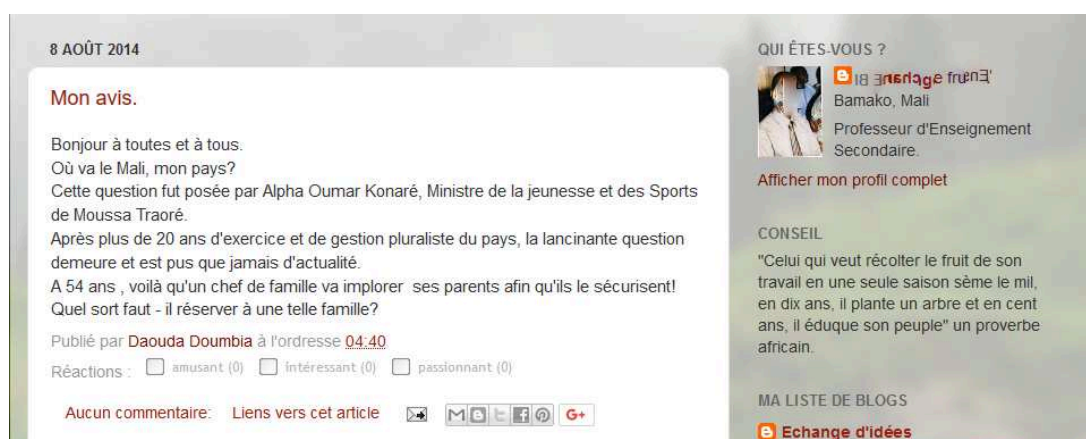 8 AOÛT 2014
Mon avis.
Bonjour à toutes et à tous.
Où va le Mali, mon pays?
Cette question fut posée par Alpha Oumar Konaré, Ministre de la jeunesse et des Sports
de Moussa Traoré.
Après plus de 20 ans d'exercice et de gestion pluraliste du pays, la lancinante question
demeure et est pus que jamais d'actualité.
A 54 ans , voilà qu'un chef de famille va implorer ses parents afin qu'ils le sécurisent!
Quel sort faut - il réserver à une telle famille?
Publié par Daouda Doumbia à l'ordresse 04:40
Réactions : amusant (0) intéressant (0) passionnant (0)
Aucun commentaire: Liens vers cet article
G+
QUI ÊTES-VOUS ?
Bamako, Mali
Professeur d'Enseignement
Secondaire.
Afficher mon profil complet
CONSEIL
"Celui qui veut récolter le fruit de son
travail en une seule saison sème le mil,
en dix ans, il plante un arbre et en cent
ans, il éduque son peuple" un proverbe
africain.
MA LISTE DE BLOGS
Echange d'idées